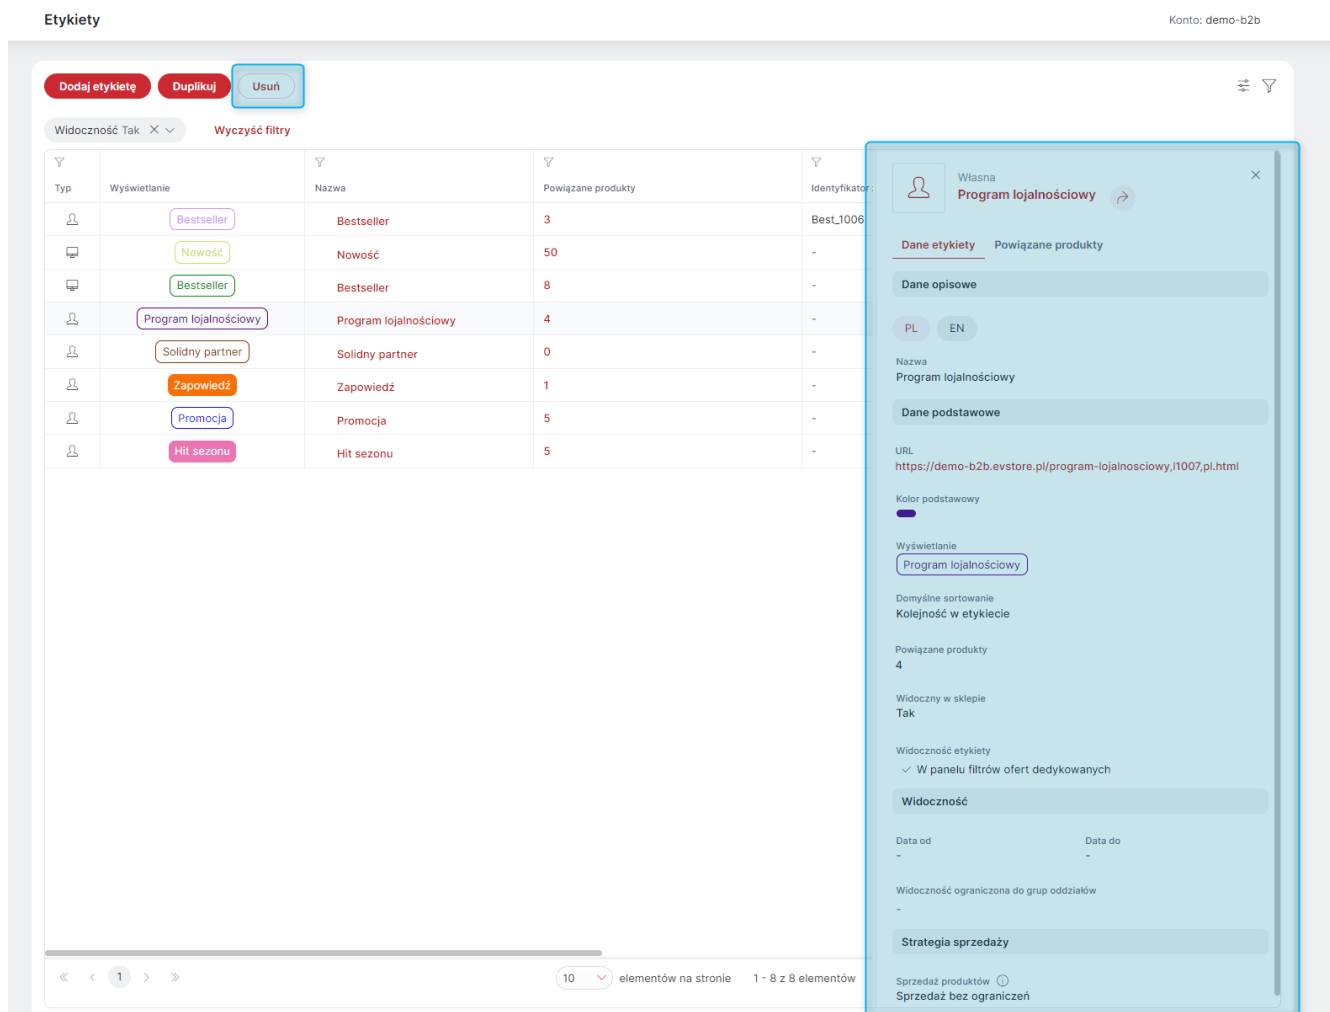 Etykiety
Konto: demo-b2b
Dodaj etykietę Duplikuj Usuń
Widoczność Tak
Wyczyść filtry
Typ Wyświetlanie Nazwa Powiązane produkty Identyfikator
Bestseller Bestseller 3 Best_1006
Nowość Nowość 50 -
Bestseller Bestseller 8 -
Program lojalnościowy Program lojalnościowy 4 -
Solidny partner Solidny partner 0 -
Zapowiedź Zapowiedź 1 -
Promocja Promocja 5 -
Hit sezonu Hit sezonu 5 -
1
10 elementów na stronie 1 - 8 z 8 elementów
Własna
Program lojalnościowy
Dane etykiety Powiązane produkty
Dane opisowe
PL EN
Nazwa
Program lojalnościowy
Dane podstawowe
URL
https://demo-b2b.evstore.pl/program-lojalnosciowy,l1007,pl.html
Kolor podstawowy
Wyświetlanie
Program lojalnościowy
Domyślne sortowanie
Kolejność w etykiecie
Powiązane produkty
4
Widoczny w sklepie
Tak
Widoczność etykiety
W panelu filtrów ofert dedykowanych
Widoczność
Data od Data do
- -
Widoczność ograniczona do grup oddziałów
-
Strategia sprzedaży
Sprzedaż produktów
Sprzedaż bez ograniczeń